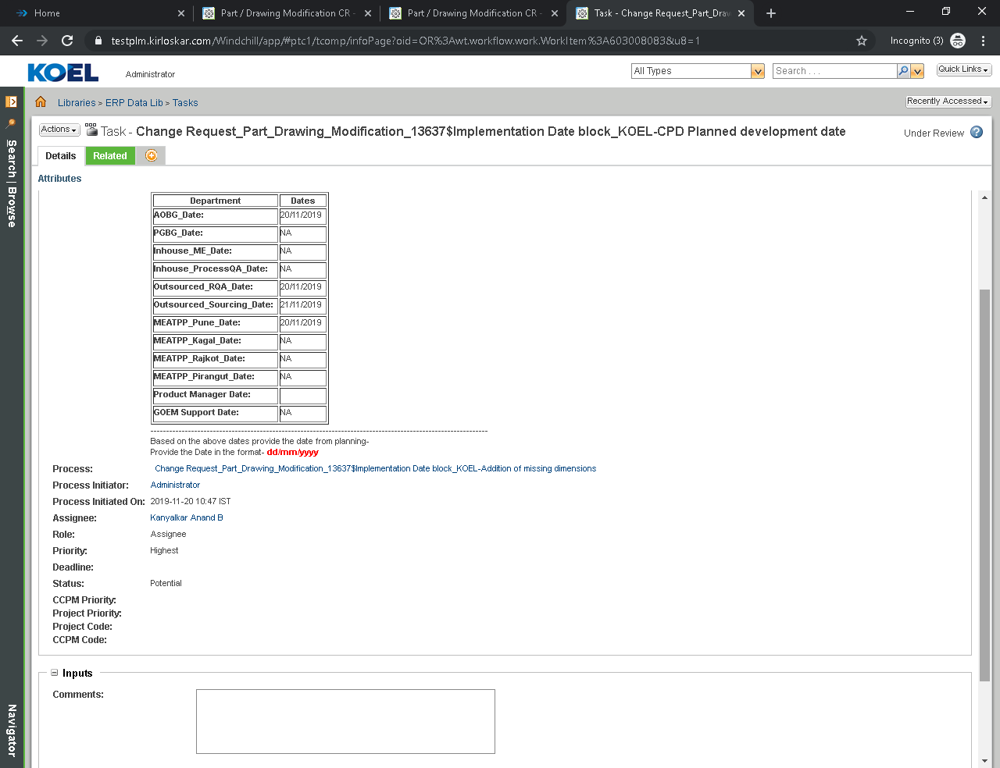 Home
Part / Drawing Modification CR -
Part / Drawing Modification CR -
Task - Change Request_Part_Draw
testplm.kirloskar.com/Windchill/app/#ptc1/tcomp/infoPage?oid=OR%3Awt.workflow.work.WorkItem%3A603008083&u8=1
Incognito (3)
KOEL
Administrator
All Types
Search . . .
Quick Links
Libraries > ERP Data Lib > Tasks
Recently Accessed
Actions
Task - Change Request_Part_Drawing_Modification_13637$Implementation Date block_KOEL-CPD Planned development date
Under Review
Details
Related
Search | Browse
Attributes
Department Dates
AOBG_Date: 20/11/2019
PGBG_Date: NA
Inhouse_ME_Date: NA
Inhouse_ProcessQA_Date: NA
Outsourced_RQA_Date: 20/11/2019
Outsourced_Sourcing_Date: 21/11/2019
MEATPP_Pune_Date: 20/11/2019
MEATPP_Kagal_Date: NA
MEATPP_Rajkot_Date: NA
MEATPP_Pirangut_Date: NA
Product Manager Date:
GOEM Support Date: NA
------------------------------------------------------------------------------------------------------------
Based on the above dates provide the date from planning-
Provide the Date in the format- dd/mm/yyyy
Process: Change Request_Part_Drawing_Modification_13637$Implementation Date block_KOEL-Addition of missing dimensions
Process Initiator: Administrator
Process Initiated On: 2019-11-20 10:47 IST
Assignee: Kanyalkar Anand B
Role: Assignee
Priority: Highest
Deadline:
Status: Potential
CCPM Priority:
Project Priority:
Project Code:
CCPM Code:
Inputs
Comments:
Navigator